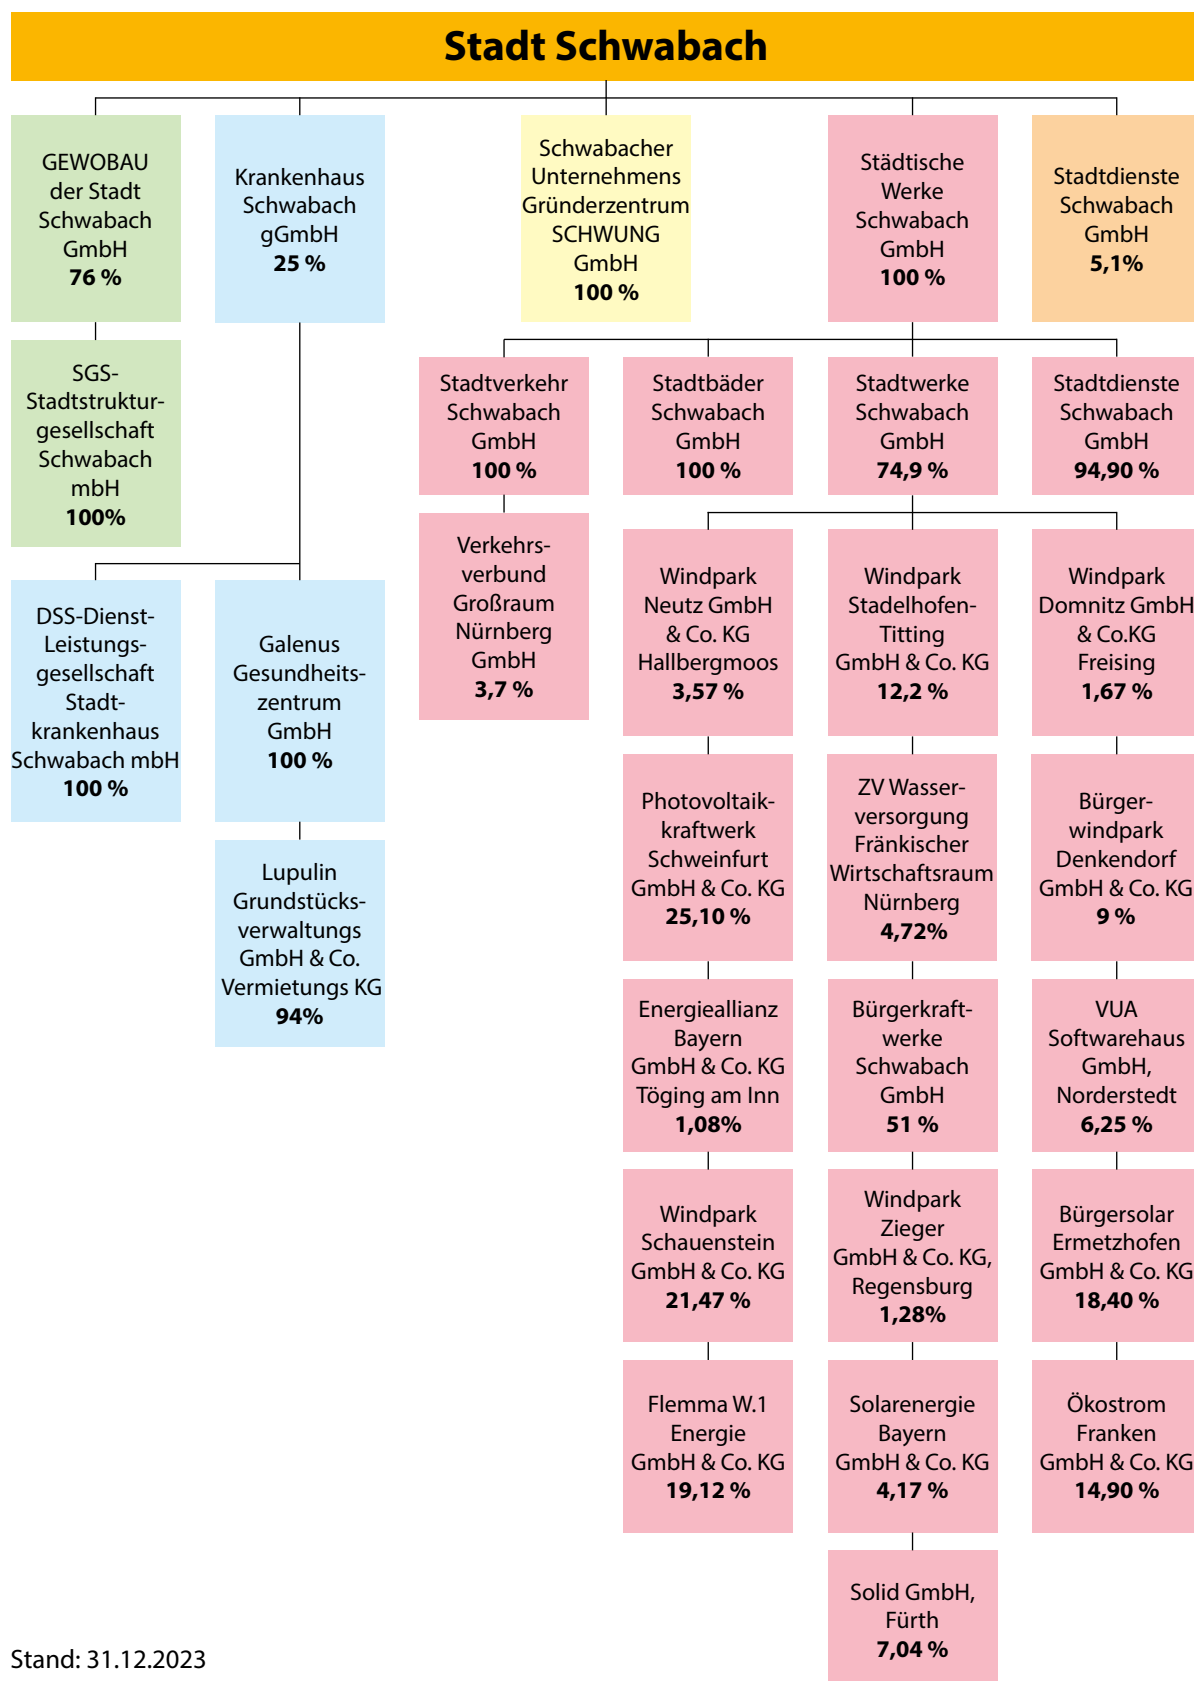 Stadt Schwabach
GEWOBAU
der Stadt
Schwabach
GmbH
76 %
Krankenhaus
Schwabach
gGmbH
25 %
Schwabacher
Unternehmens
Gründerzentrum
SCHWUNG
GmbH
100 %
Städtische
Werke
Schwabach
GmbH
100 %
Stadtdienste
Schwabach
GmbH
5,1%
SGS-
Stadtstruktur-
gesellschaft
Schwabach
mbH
100%
Stadtverkehr
Schwabach
GmbH
100 %
Stadtbäder
Schwabach
GmbH
100 %
Stadtwerke
Schwabach
GmbH
74,9 %
Stadtdienste
Schwabach
GmbH
94,90 %
Verkehrs-
verbund
Großraum
Nürnberg
GmbH
3,7 %
Windpark
Neutz GmbH
& Co. KG
Hallbergmoos
3,57 %
Windpark
Stadelhofen-
Titting
GmbH & Co. KG
12,2 %
Windpark
Domnitz GmbH
& Co.KG
Freising
1,67 %
DSS-Dienst-
Leistungs-
gesellschaft
Stadt-
krankenhaus
Schwabach mbH
100 %
Galenus
Gesundheits-
zentrum
GmbH
100 %
Photovoltaik-
kraftwerk
Schweinfurt
GmbH & Co. KG
25,10 %
ZV Wasser-
versorgung
Fränkischer
Wirtschaftsraum
Nürnberg
4,72%
Bürger-
windpark
Denkendorf
GmbH & Co. KG
9 %
Lupulin
Grundstücks-
verwaltungs
GmbH & Co.
Vermietungs KG
94%
Energieallianz
Bayern
GmbH & Co. KG
Töging am Inn
1,08%
Bürgerkraft-
werke
Schwabach
GmbH
51 %
VUA
Softwarehaus
GmbH,
Norderstedt
6,25 %
Windpark
Schauenstein
GmbH & Co. KG
21,47 %
Windpark
Zieger
GmbH & Co. KG,
Regensburg
1,28%
Bürgersolar
Ermetzhofen
GmbH & Co. KG
18,40 %
Flemma W.1
Energie
GmbH & Co. KG
19,12 %
Solarenergie
Bayern
GmbH & Co. KG
4,17 %
Ökostrom
Franken
GmbH & Co. KG
14,90 %
Solid GmbH,
Fürth
7,04 %
Stand: 31.12.2023